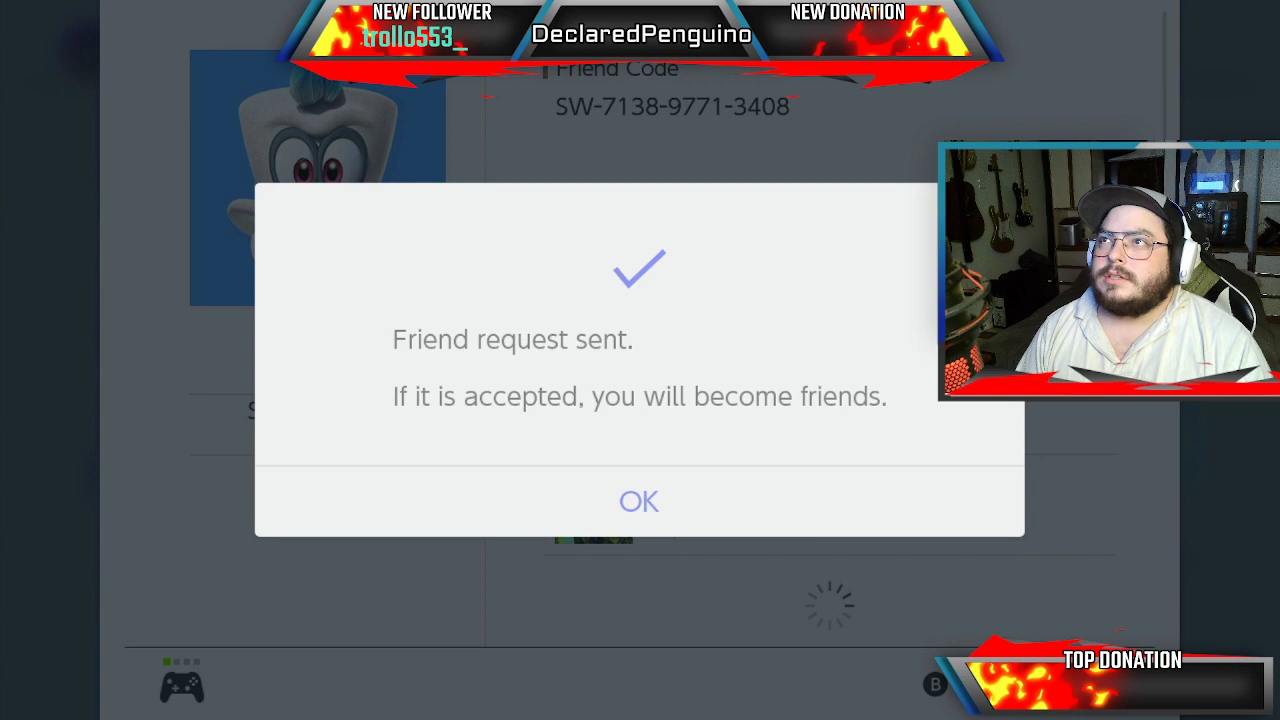 NEW FOLLOWER
trollo553_
DeclaredPenguino
NEW DONATION
Friend Code
SW-7138-9771-3408
Friend request sent.
If it is accepted, you will become friends.
OK
B
TOP DONATION